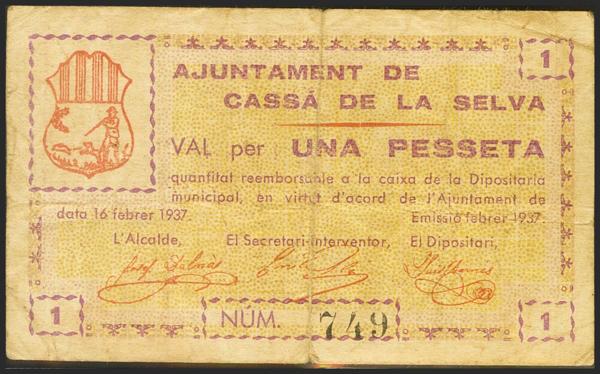 1
AJUNTAMENT DE
CASSÁ DE LA SELVA
VAL per UNA PESSETA
quantitat reemborsable a la caixa de la Dipositaria
municipal, en virtut d'acord de l'Ajuntament de
data 16 febrer 1937. Emissió febrer 1937.
L'Alcalde, El Secretari-Interventor, El Dipositari,
1 NÚM. 749 1